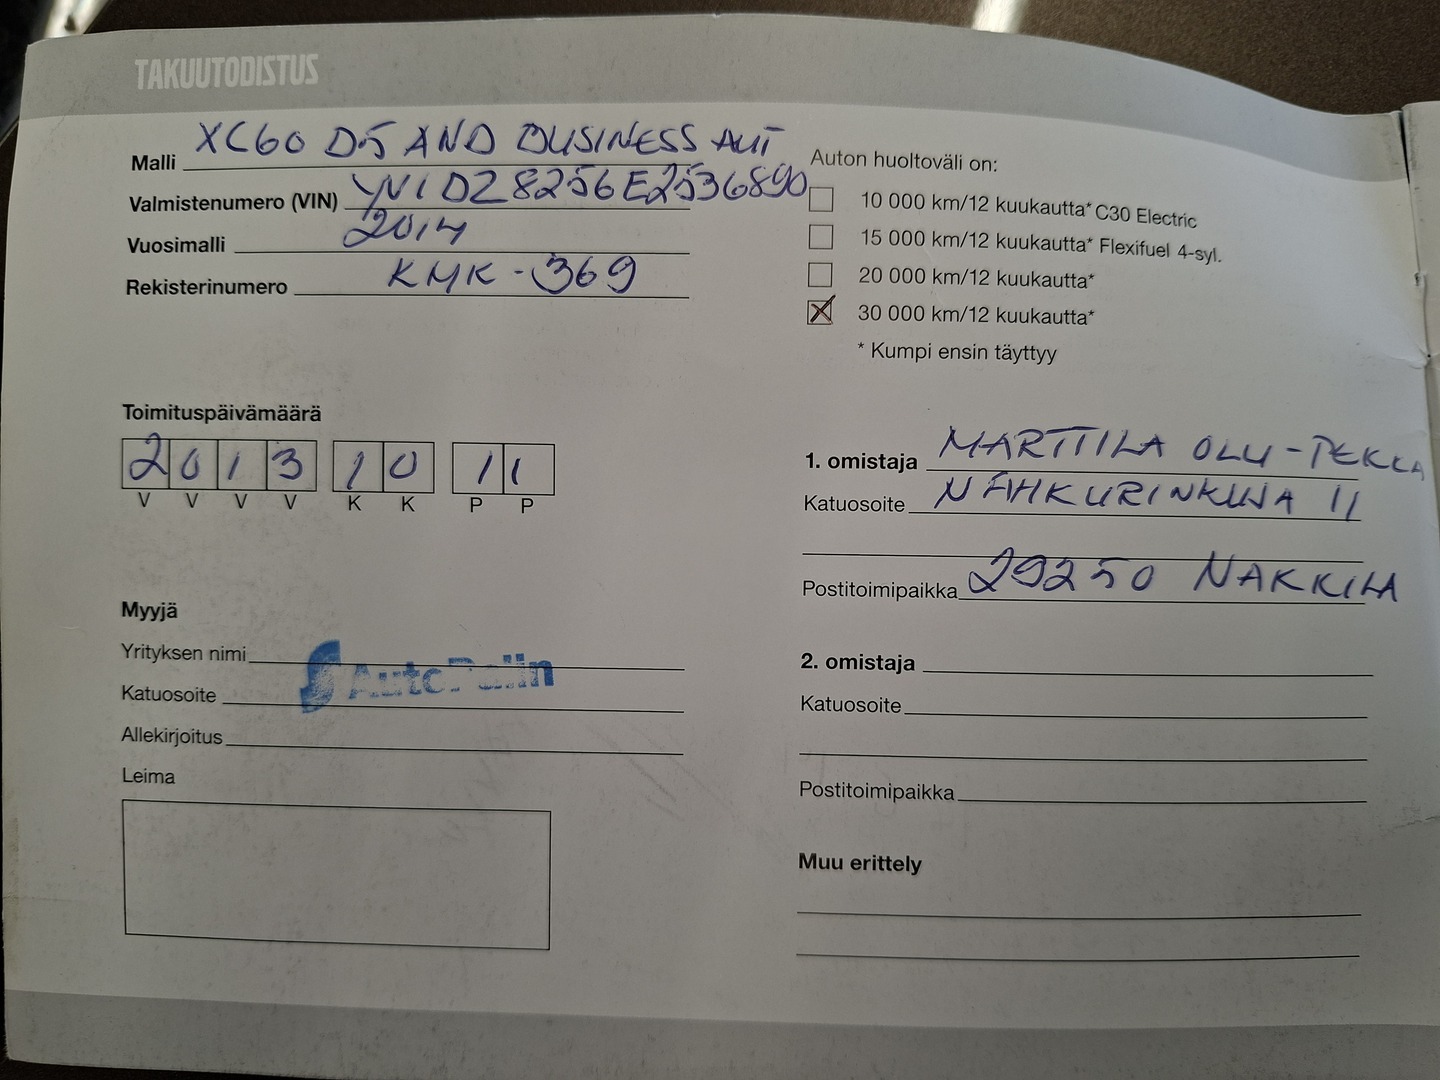 TAKUUTODISTUS
Malli XC60 D5 AWD BUSINESS AUT
Valmistenumero (VIN) YV1DZ8256E2536890
Vuosimalli 2014
Rekisterinumero KMK-369
Auton huoltoväli on:
10 000 km/12 kuukautta* C30 Electric
15 000 km/12 kuukautta* Flexifuel 4-syl.
20 000 km/12 kuukautta*
30 000 km/12 kuukautta*
* Kumpi ensin täyttyy
Toimituspäivämäärä
2013 10 11
V V V V K K P P
1. omistaja MARTTILA OLLI-PEKKA
Katuosoite NAHKURINKUJA 11
Postitoimipaikka 29250 NAKKILA
Myyjä
Yrityksen nimi
Katuosoite
Allekirjoitus
Leima
2. omistaja
Katuosoite
Postitoimipaikka
Muu erittely